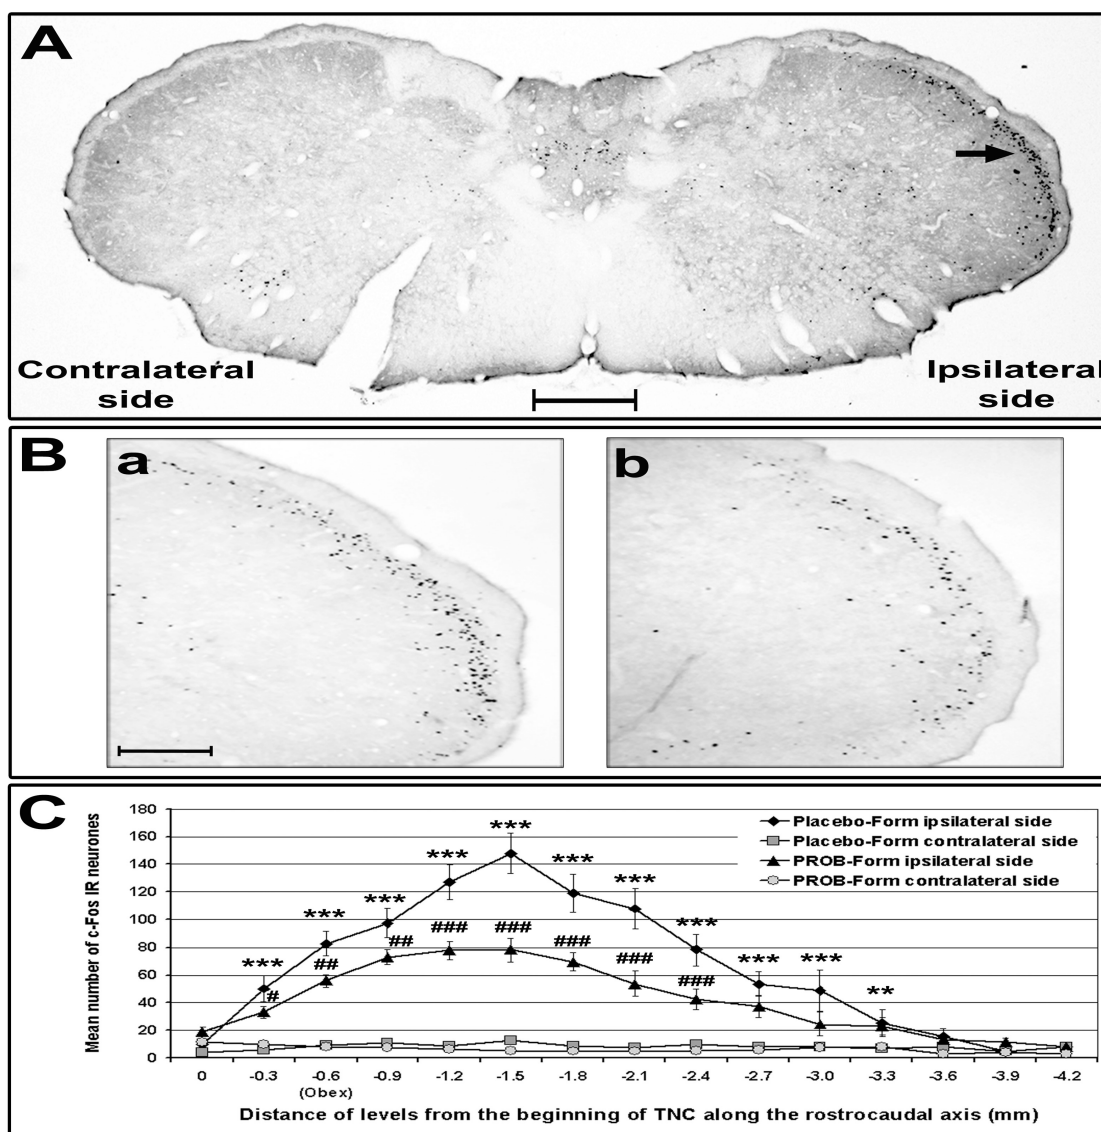 A
Contralateral
side
Ipsilateral
side
B
a
b
C
Mean number of c-Fos IR neurones
180
160
140
120
100
80
60
40
20
0
Placebo-Form ipsilateral side
Placebo-Form contralateral side
PROB-Form ipsilateral side
PROB-Form contralateral side
***
***
***
***
***
***
***
***
***
***
**
#
##
##
###
###
###
###
###
0 -0.3 -0.6 -0.9 -1.2 -1.5 -1.8 -2.1 -2.4 -2.7 -3.0 -3.3 -3.6 -3.9 -4.2
(Obex)
Distance of levels from the beginning of TNC along the rostrocaudal axis (mm)